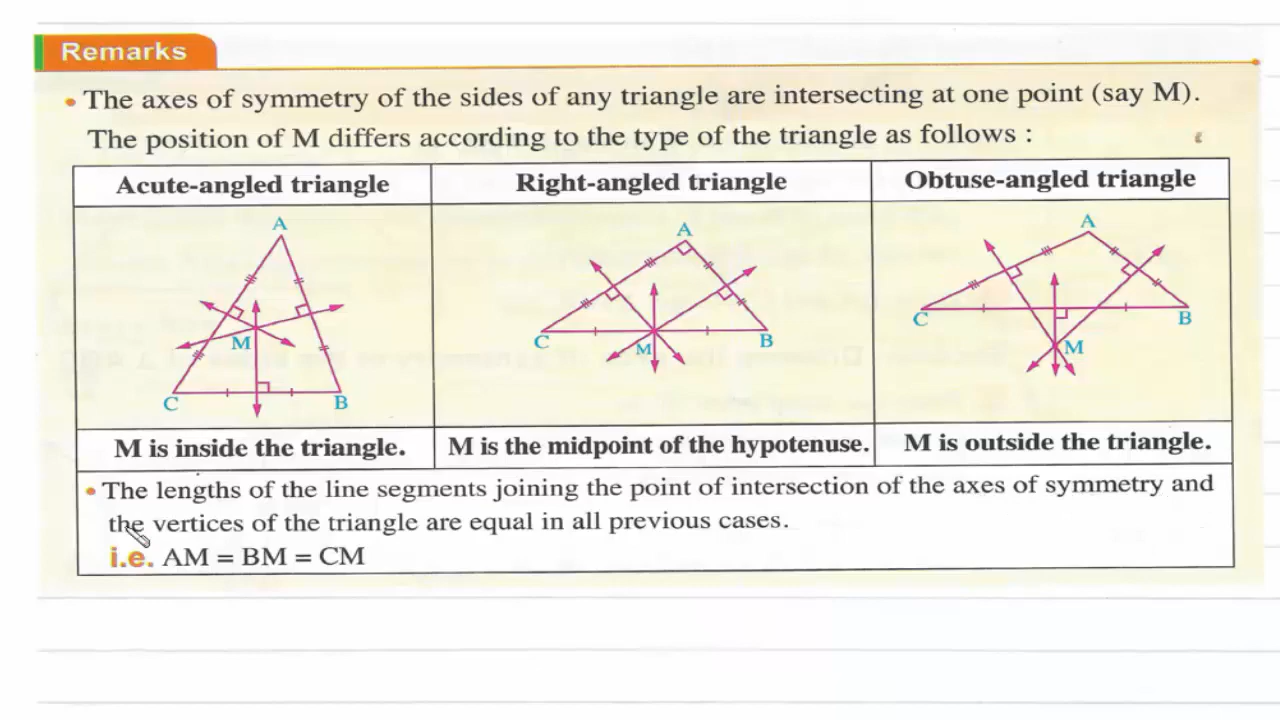 Remarks
• The axes of symmetry of the sides of any triangle are intersecting at one point (say M).
The position of M differs according to the type of the triangle as follows :
Acute-angled triangle
Right-angled triangle
Obtuse-angled triangle
A
M
C
B
A
C
M
B
A
C
B
M
M is inside the triangle.
M is the midpoint of the hypotenuse.
M is outside the triangle.
• The lengths of the line segments joining the point of intersection of the axes of symmetry and
the vertices of the triangle are equal in all previous cases.
i.e. AM = BM = CM